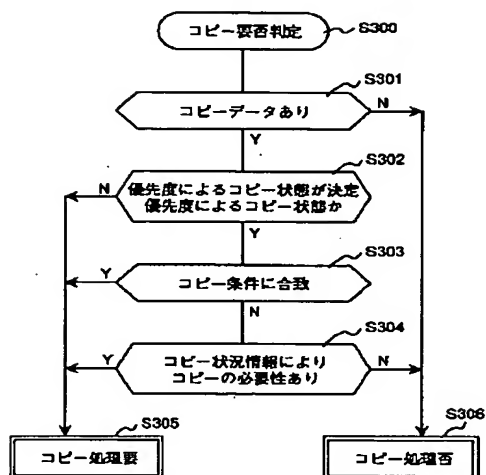 コピー要否判定
S300
S301
コピーデータあり
N
Y
S302
N
優先度によるコピー状態が決定
優先度によるコピー状態か
Y
S303
Y
コピー条件に合致
N
S304
Y
コピー状況情報により
コピーの必要性あり
N
S305
コピー処理要
S306
コピー処理否